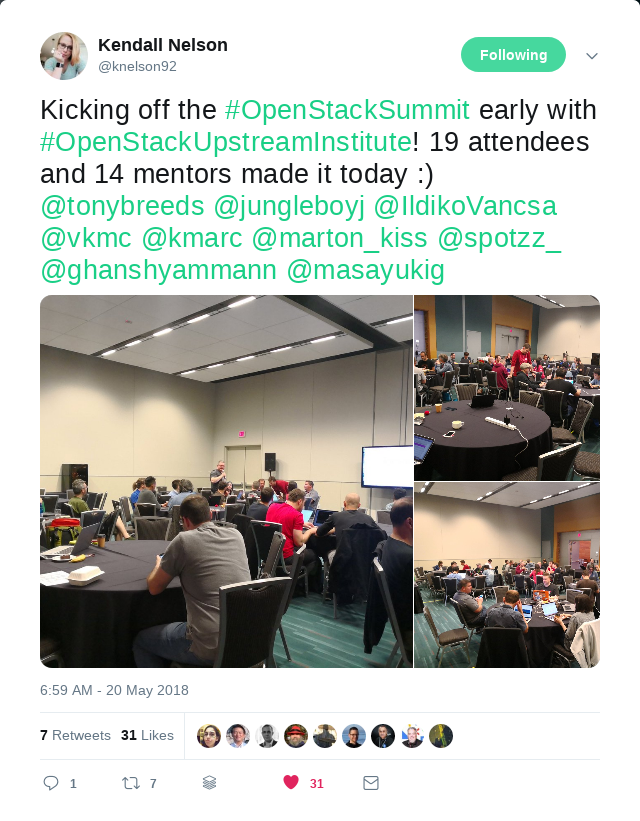 Kendall Nelson
@knelson92
Following
Kicking off the #OpenStackSummit early with
#OpenStackUpstreamInstitute! 19 attendees
and 14 mentors made it today :)
@tonybreeds @jungleboyj @IldikoVancsa
@vkmc @kmarc @marton_kiss @spotzz_
@ghanshyammann @masayukig
6:59 AM - 20 May 2018
7 Retweets 31 Likes
1 7 31